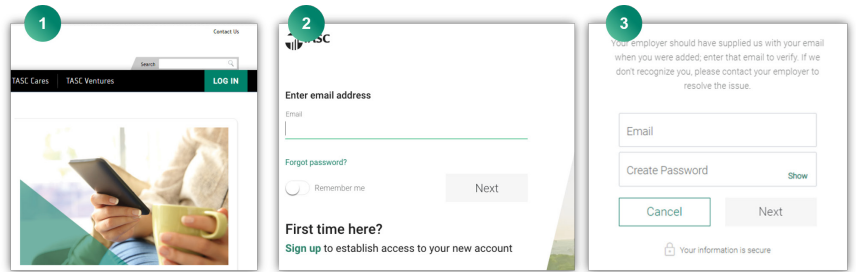 1
Contact Us
Search
TASC Cares TASC Ventures LOG IN
2
TASC
Enter email address
Email
Forgot password?
Remember me Next
First time here?
Sign up to establish access to your new account
3
Your employer should have supplied us with your email
when you were added; enter that email to verify. If we
don't recognize you, please contact your employer to
resolve the issue.
Email
Create Password Show
Cancel Next
Your information is secure